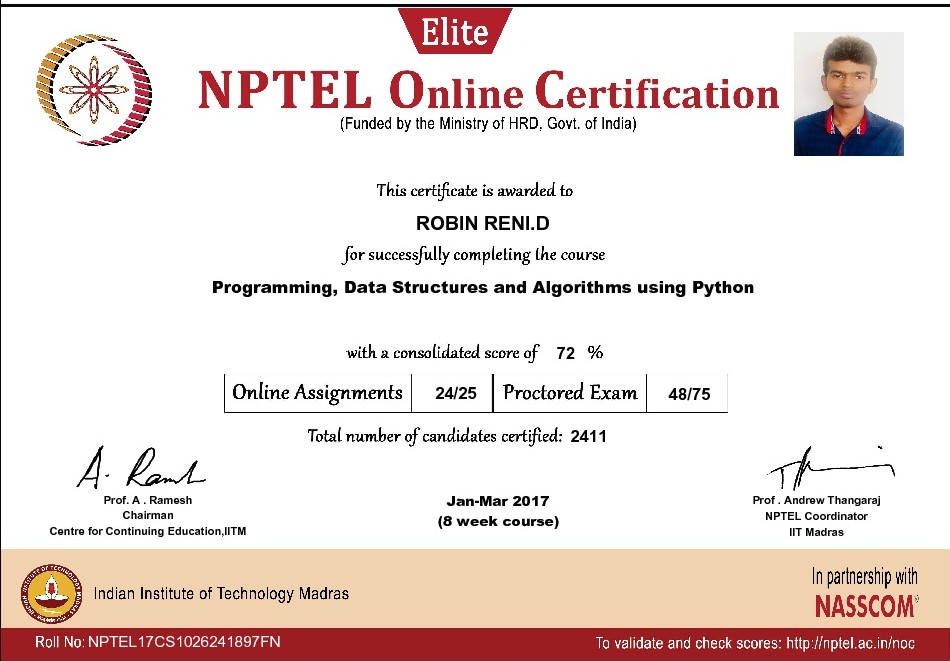 Elite
NPTEL Online Certification
(Funded by the Ministry of HRD, Govt. of India)
This certificate is awarded to
ROBIN RENI.D
for successfully completing the course
Programming, Data Structures and Algorithms using Python
with a consolidated score of 72 %
Online Assignments 24/25 Proctored Exam 48/75
Total number of candidates certified: 2411
A. Ramesh
Prof. A . Ramesh
Chairman
Centre for Continuing Education,IITM
Jan-Mar 2017
(8 week course)
Prof . Andrew Thangaraj
NPTEL Coordinator
IIT Madras
Indian Institute of Technology Madras
In partnership with
NASSCOM®
Roll No: NPTEL17CS1026241897FN
To validate and check scores: http://nptel.ac.in/noc